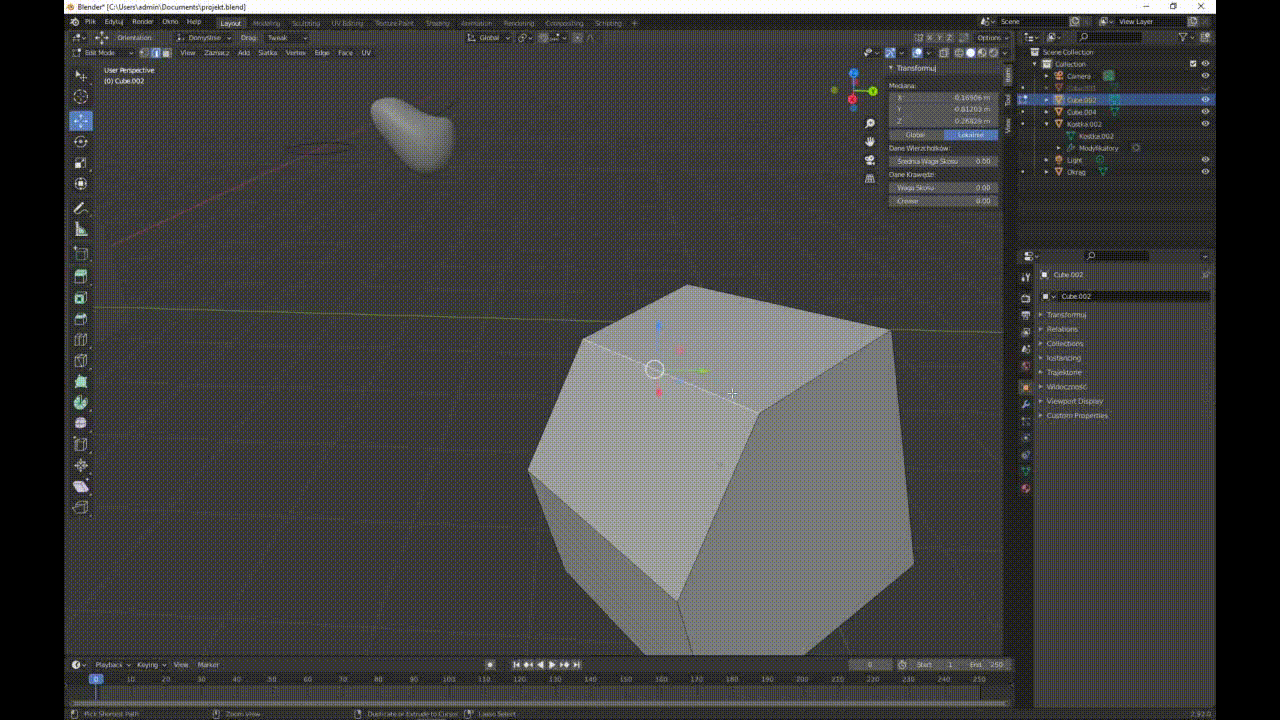 Blender* [C:\Users\admin\Documents\projekt.blend]
Plik Edytuj Render Okno Help Layout Modeling Sculpting UV Editing Texture Paint Shading Animation Rendering Compositing Scripting + Scene View Layer
Orientation: Domyślnie Drag: Tweak Global Options
Edit Mode View Zaznacz Add Siatka Vertex Edge Face UV
User Perspective
(0) Cube.002
Transformuj
Mediana:
X -0.16906 m
Y
Z 0.26829 m
Global Lokalnie
Dane Wierzchołków:
Średnia Waga Skosu 0.00
Dane Krawędzi:
Waga Skosu 0.00
Crease 0.00
Item
Tool
View
Scene Collection
Collection
Camera
Cube.001
Cube.002
Cube.004
Kostka.002
Kostka.002
Modyfikatory
Light
Okrąg
Cube.002
Cube.002
Transformuj
Relations
Collections
Instancing
Trajektorie
Widoczność
Viewport Display
Custom Properties
Playback Keying View Marker 0 Start 1 End 250
0 10 20 30 40 50 60 70 80 90 100 110 120 130 140 150 160 170 180 190 200 210 220 230 240 250
Pick Shortest Path Zoom View Duplicate or Extrude to Cursor Lasso Select 2.92.0